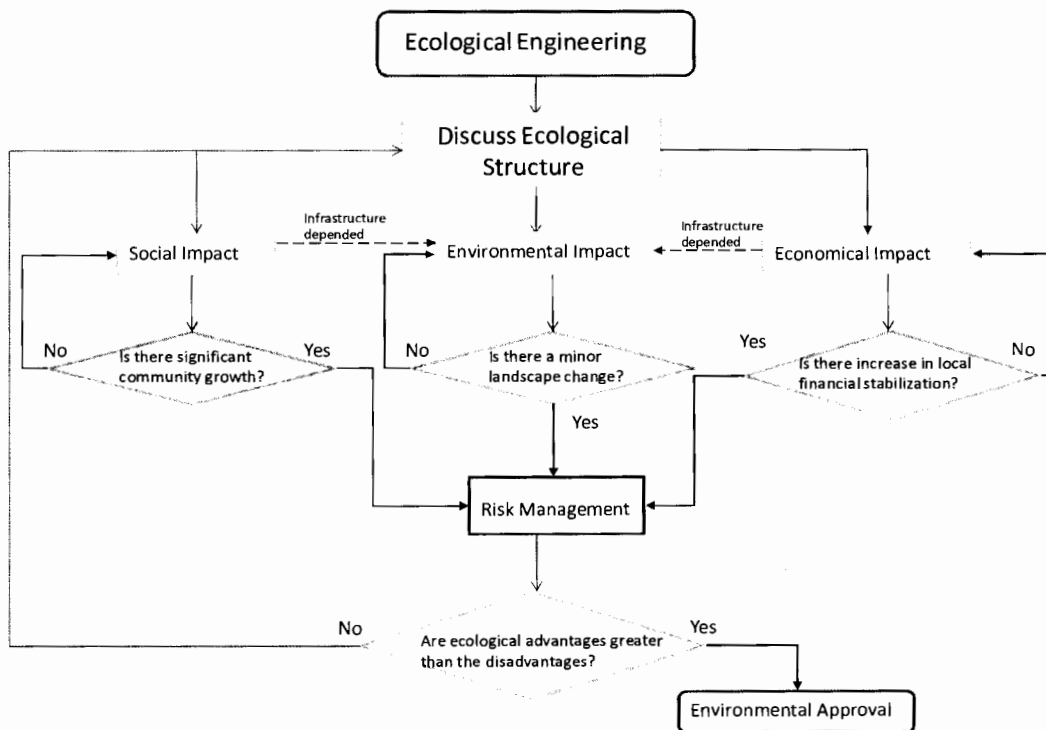 Ecological Engineering
Discuss Ecological
Structure
Infrastructure
depended
Infrastructure
depended
Social Impact
Environmental Impact
Economical Impact
No
Is there significant
community growth?
Yes
No
Is there a minor
landscape change?
Yes
Yes
Is there increase in local
financial stabilization?
No
Risk Management
No
Are ecological advantages greater
than the disadvantages?
Yes
Environmental Approval